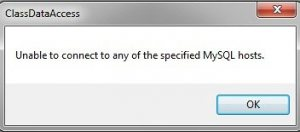 ClassDataAccess
Unable to connect to any of the specified MySQL hosts.
OK